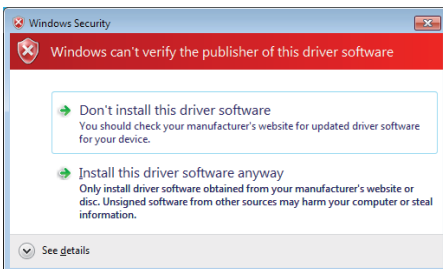 Windows Security
Windows can't verify the publisher of this driver software
Don't install this driver software
You should check your manufacturer's website for updated driver software
for your device.
Install this driver software anyway
Only install driver software obtained from your manufacturer's website or
disc. Unsigned software from other sources may harm your computer or steal
information.
See details